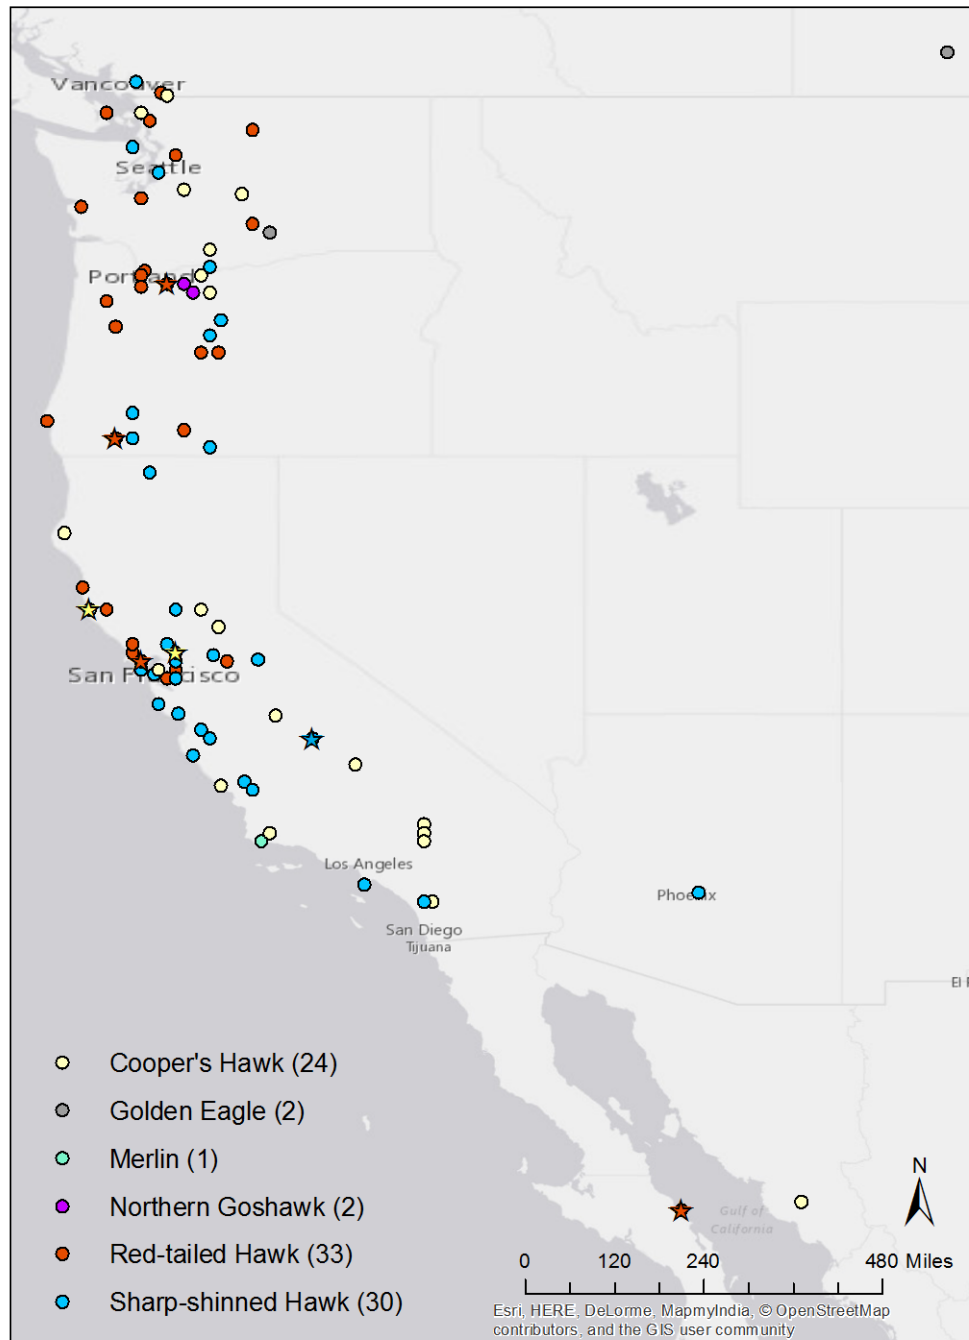 Vancouver
Seattle
Portland
San Francisco
Los Angeles
Phoenix
San Diego
Tijuana
El P
Cooper's Hawk (24)
Golden Eagle (2)
Merlin (1)
Northern Goshawk (2)
Red-tailed Hawk (33)
Sharp-shinned Hawk (30)
N
Gulf of
California
0 120 240 480 Miles
Esri, HERE, DeLorme, MapmyIndia, © OpenStreetMap
contributors, and the GIS user community